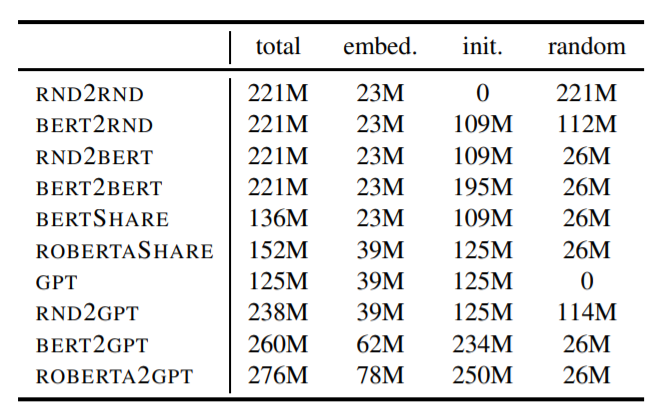 total embed. init. random
RND2RND 221M 23M 0 221M
BERT2RND 221M 23M 109M 112M
RND2BERT 221M 23M 109M 26M
BERT2BERT 221M 23M 195M 26M
BERTSHARE 136M 23M 109M 26M
ROBERTASHARE 152M 39M 125M 26M
GPT 125M 39M 125M 0
RND2GPT 238M 39M 125M 114M
BERT2GPT 260M 62M 234M 26M
ROBERTA2GPT 276M 78M 250M 26M